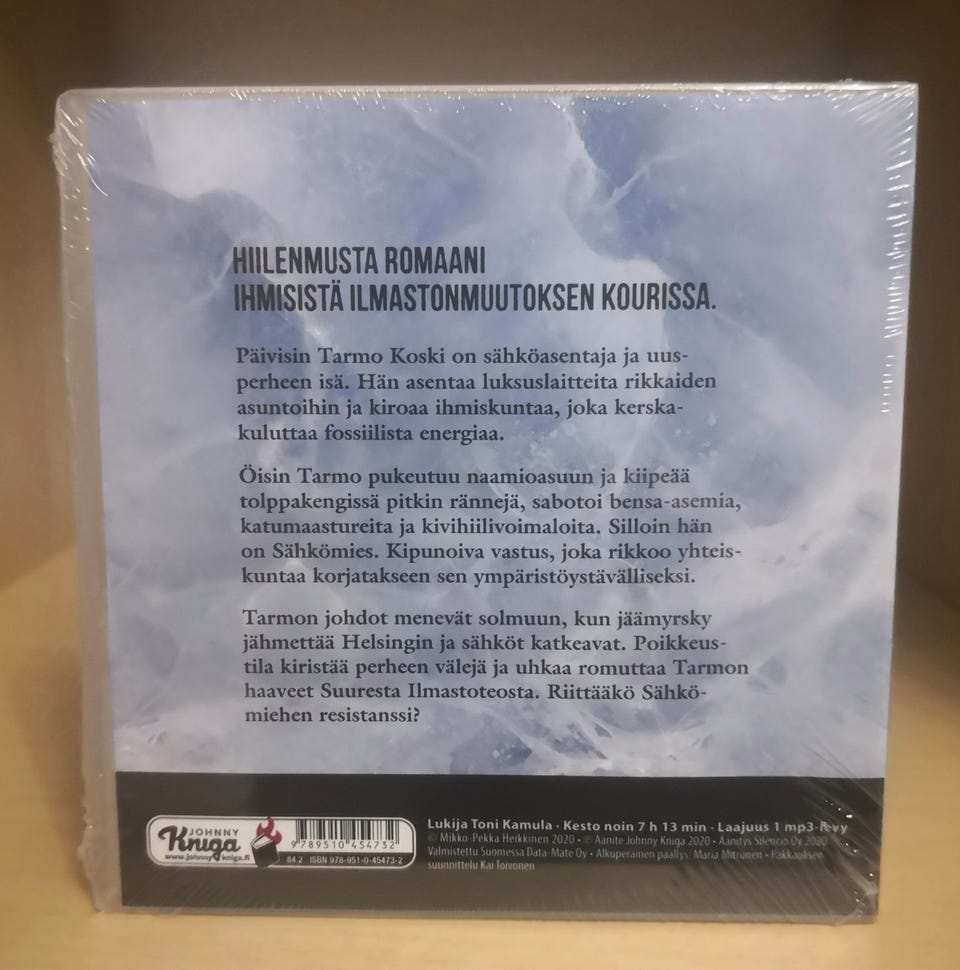 HIILENMUSTA ROMAANI
IHMISISTÄ ILMASTONMUUTOKSEN KOURISSA.
Päivisin Tarmo Koski on sähköasentaja ja uus-
perheen isä. Hän asentaa luksuslaitteita rikkaiden
asuntoihin ja kiroaa ihmiskuntaa, joka kerska-
kuluttaa fossiilista energiaa.
Öisin Tarmo pukeutuu naamioasuun ja kiipeää
tolppakengissä pitkin rännejä, sabotoi bensa-asemia,
katumaastureita ja kivihiilivoimaloita. Silloin hän
on Sähkömies. Kipunoiva vastus, joka rikkoo yhteis-
kuntaa korjatakseen sen ympäristöystävälliseksi.
Tarmon johdot menevät solmuun, kun jäämyrsky
jähmettää Helsingin ja sähköt katkeavat. Poikkeus-
tila kiristää perheen välejä ja uhkaa romuttaa Tarmon
haaveet Suuresta Ilmastoteosta. Riittääkö Sähkö-
miehen resistanssi?
JOHNNY
Kniga
www.johnnykniga.fi
9789510454732
84.2 ISBN 978-951-0-45473-2
Lukija Toni Kamula · Kesto noin 7 h 13 min · Laajuus 1 mp3-levy
© Mikko-Pekka Heikkinen 2020 · ℗ Äänite Johnny Kniga 2020 · Äänitys Silencio Oy 2020
Valmistettu Suomessa Data-Mate Oy · Alkuperäinen päällys: Maria Mitrunen · Pakkauksen
suunnittelu Kai Toivonen